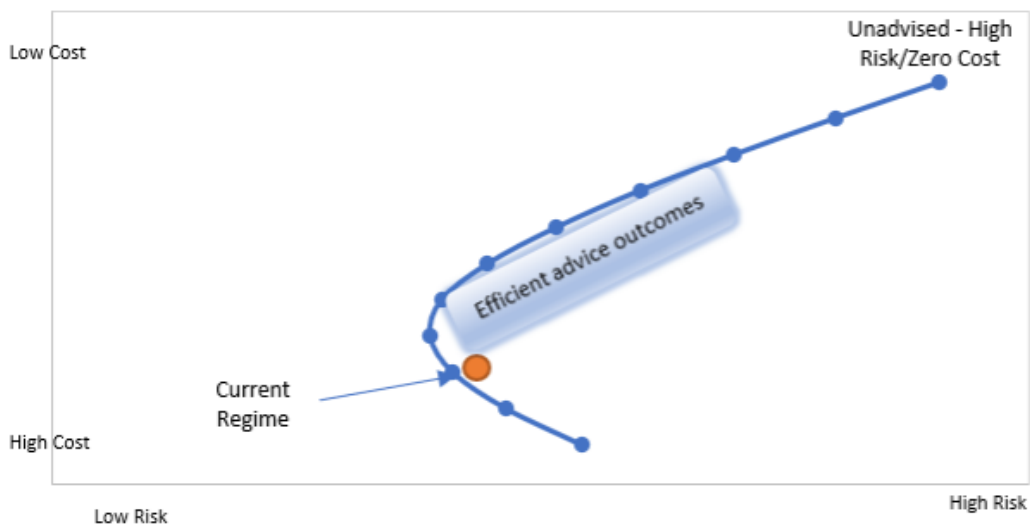 Low Cost
Unadvised - High
Risk/Zero Cost
Efficient advice outcomes
Current
Regime
High Cost
Low Risk
High Risk